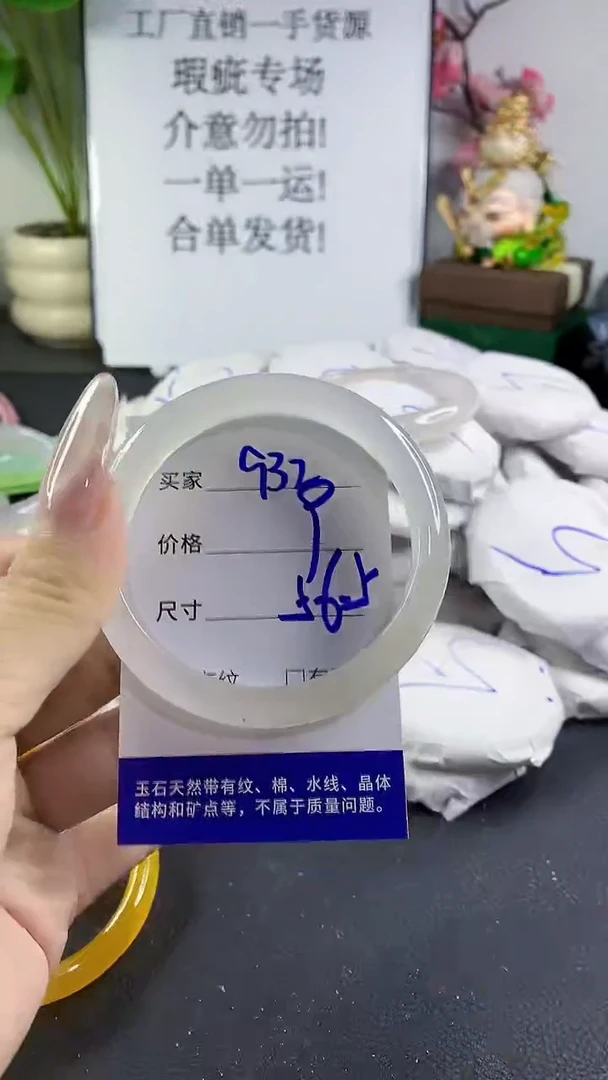 工厂直销一手货源
瑕疵专场
介意勿拍!
一单一运!
合单发货!
买家
价格
尺寸
玉石天然带有纹、棉、水线、晶体
结构和矿点等，不属于质量问题。